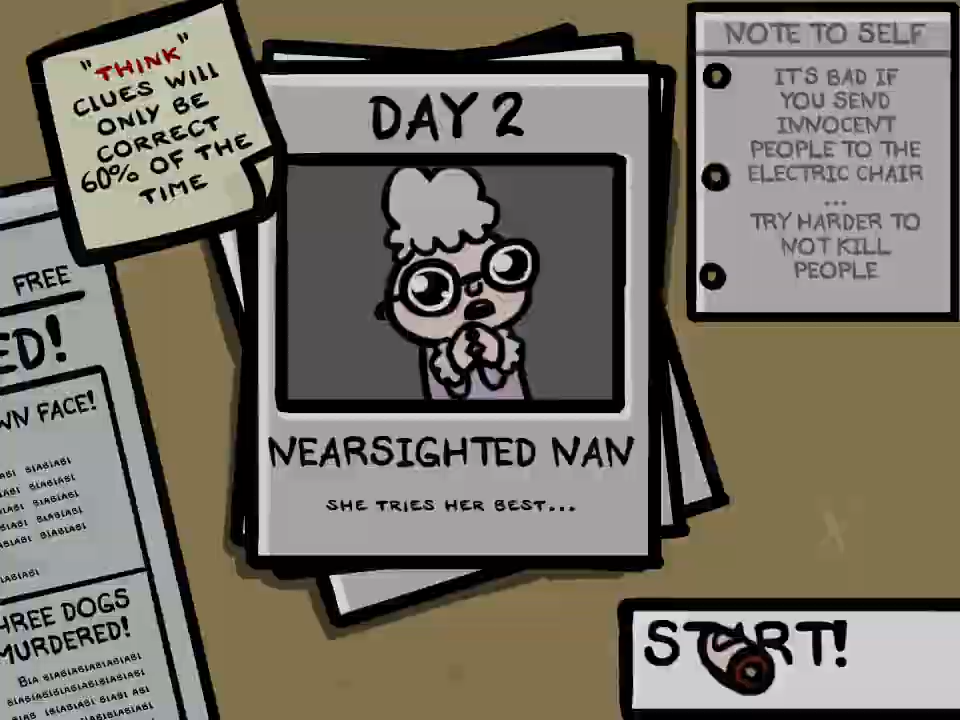 "THINK"
CLUES WILL
ONLY BE
CORRECT
60% OF THE
TIME
DAY 2
NEARSIGHTED NAN
SHE TRIES HER BEST...
NOTE TO SELF
IT'S BAD IF
YOU SEND
INNOCENT
PEOPLE TO THE
ELECTRIC CHAIR
...
TRY HARDER TO
NOT KILL
PEOPLE
FREE
ED!
WN FACE!
HREE DOGS
MURDERED!
START!